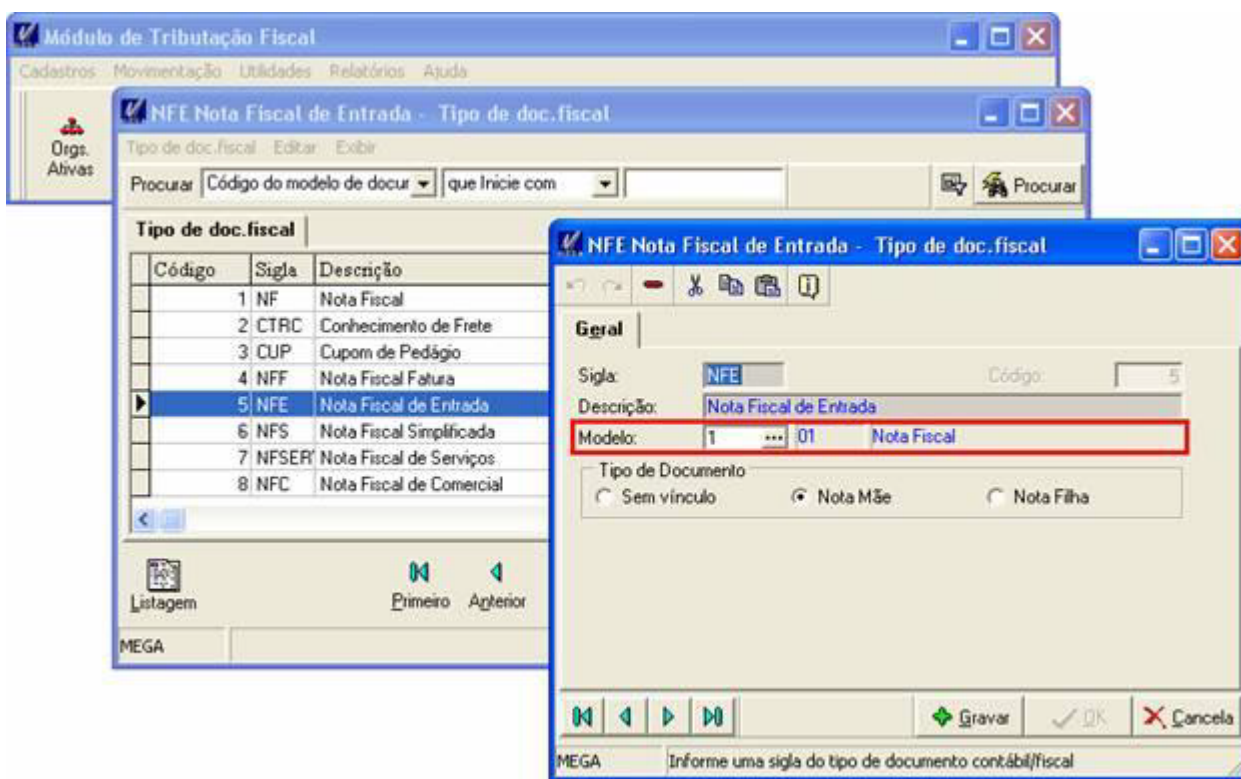 Módulo de Tributação Fiscal
Cadastros Movimentação Utilidades Relatórios Ajuda
Orgs.
Ativas
NFE Nota Fiscal de Entrada - Tipo de doc.fiscal
Tipo de doc.fiscal Editar Exibir
Procurar Código do modelo de docur que Inicie com Procurar
Tipo de doc.fiscal
Código Sigla Descrição
1 NF Nota Fiscal
2 CTRC Conhecimento de Frete
3 CUP Cupom de Pedágio
4 NFF Nota Fiscal Fatura
5 NFE Nota Fiscal de Entrada
6 NFS Nota Fiscal Simplificada
7 NFSER Nota Fiscal de Serviços
8 NFC Nota Fiscal de Comercial
Listagem Primeiro Anterior
MEGA
NFE Nota Fiscal de Entrada - Tipo de doc.fiscal
Geral
Sigla: NFE Código: 5
Descrição: Nota Fiscal de Entrada
Modelo: 1 ... 01 Nota Fiscal
Tipo de Documento
Sem vínculo Nota Mãe Nota Filha
Gravar OK Cancela
MEGA Informe uma sigla do tipo de documento contábil/fiscal